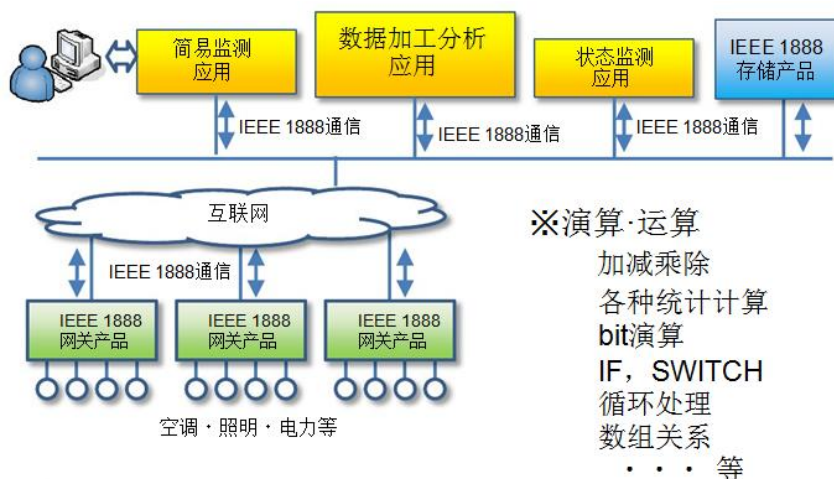 简易监测
应用
数据加工分析
应用
状态监测
应用
IEEE 1888
存储产品
IEEE 1888通信
IEEE 1888通信
IEEE 1888通信
互联网
IEEE 1888通信
IEEE 1888
网关产品
IEEE 1888
网关产品
IEEE 1888
网关产品
空调・照明・电力等
※演算·运算
加减乘除
各种统计计算
bit演算
IF，SWITCH
循环处理
数组关系
・・・ 等